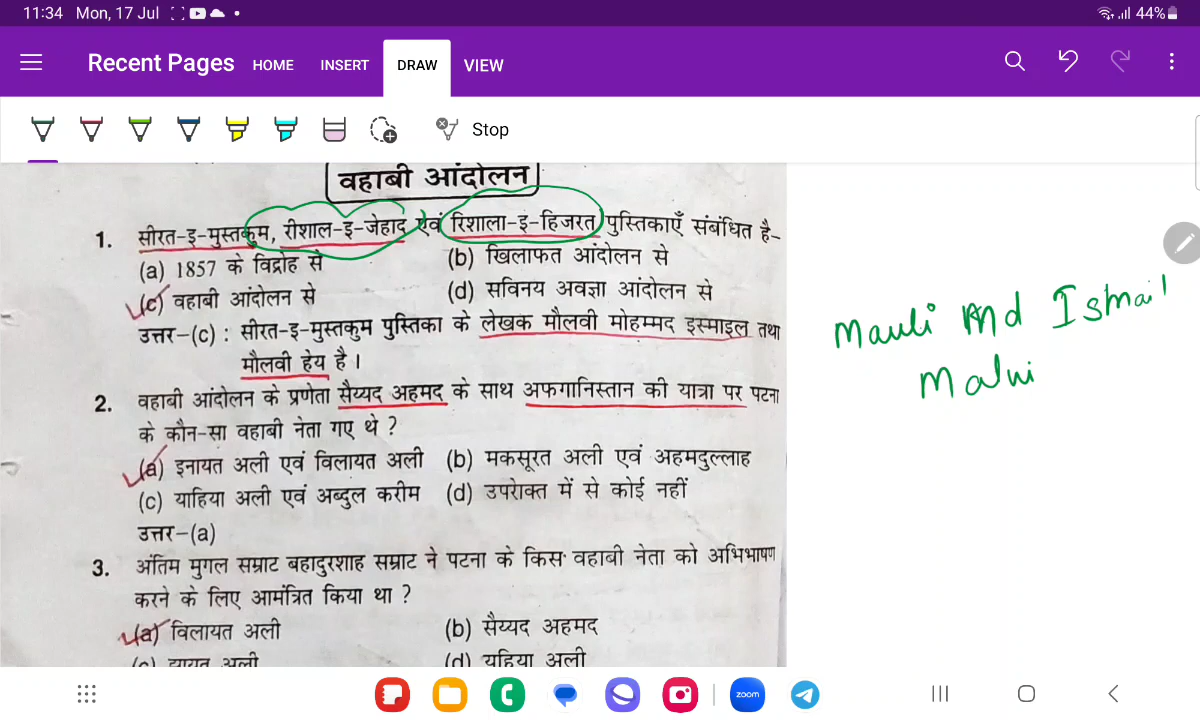 11:34 Mon, 17 Jul 44%
Recent Pages HOME INSERT DRAW VIEW
Stop
वहाबी आंदोलन
1. सीरत-इ-मुस्तकुम, रीशाल-इ-जेहाद एवं रिशाला-इ-हिजरत पुस्तिकाएँ संबंधित है-
(a) 1857 के विद्रोह से (b) खिलाफत आंदोलन से
(c) वहाबी आंदोलन से (d) सविनय अवज्ञा आंदोलन से
उत्तर-(c) : सीरत-इ-मुस्तकुम पुस्तिका के लेखक मौलवी मोहम्मद इस्माइल तथा
मौलवी हेय है।
2. वहाबी आंदोलन के प्रणेता सैय्यद अहमद के साथ अफगानिस्तान की यात्रा पर पटना
के कौन-सा वहाबी नेता गए थे ?
(a) इनायत अली एवं विलायत अली (b) मकसूरत अली एवं अहमदुल्लाह
(c) याहिया अली एवं अब्दुल करीम (d) उपरोक्त में से कोई नहीं
उत्तर-(a)
3. अंतिम मुगल सम्राट बहादुरशाह सम्राट ने पटना के किस वहाबी नेता को अभिभाषण
करने के लिए आमंत्रित किया था ?
(a) विलायत अली (b) सैय्यद अहमद
(d) यहिया अली
Mauli Md Ismail
Malvi
zoom